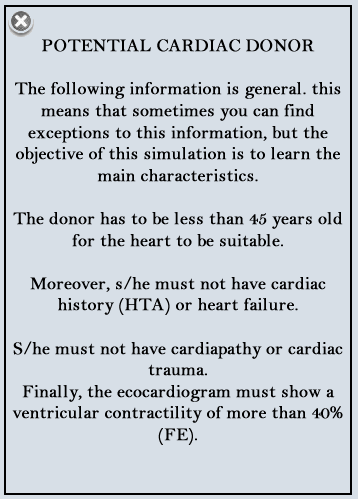 POTENTIAL CARDIAC DONOR
The following information is general. this
means that sometimes you can find
exceptions to this information, but the
objective of this simulation is to learn the
main characteristics.
The donor has to be less than 45 years old
for the heart to be suitable.
Moreover, s/he must not have cardiac
history (HTA) or heart failure.
S/he must not have cardiapathy or cardiac
trauma.
Finally, the ecocardiogram must show a
ventricular contractility of more than 40%
(FE).